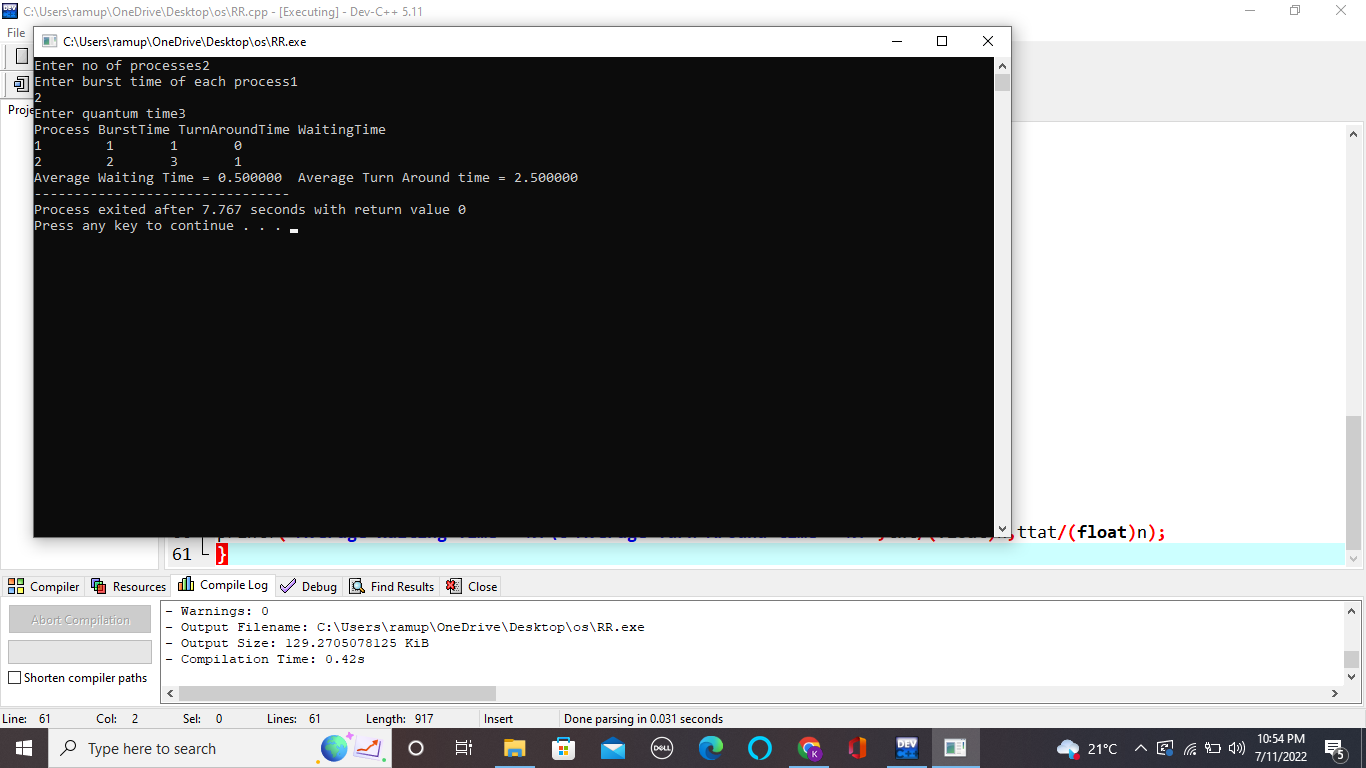 C:\Users\ramup\OneDrive\Desktop\os\RR.cpp - [Executing] - Dev-C++ 5.11
File
C:\Users\ramup\OneDrive\Desktop\os\RR.exe
Enter no of processes2
Enter burst time of each process1
2
Enter quantum time3
Process BurstTime TurnAroundTime WaitingTime
1 1 1 0
2 2 3 1
Average Waiting Time = 0.500000 Average Turn Around time = 2.500000
--------------------------------
Process exited after 7.767 seconds with return value 0
Press any key to continue . . .
Proje
,ttat/(float)n);
61 }
Compiler Resources Compile Log Debug Find Results Close
Abort Compilation
Shorten compiler paths
- Warnings: 0
- Output Filename: C:\Users\ramup\OneDrive\Desktop\os\RR.exe
- Output Size: 129.2705078125 KiB
- Compilation Time: 0.42s
Line: 61 Col: 2 Sel: 0 Lines: 61 Length: 917 Insert Done parsing in 0.031 seconds
Type here to search
DELL
K
DEV
21°C
10:54 PM
7/11/2022
5